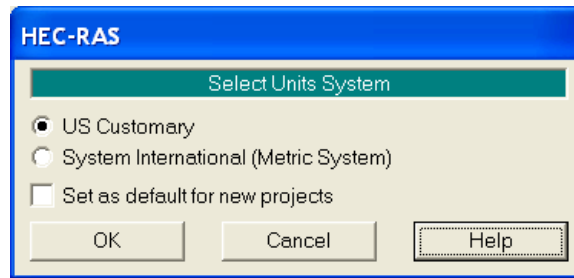 HEC-RAS
Select Units System
US Customary
System International (Metric System)
Set as default for new projects
OK Cancel Help